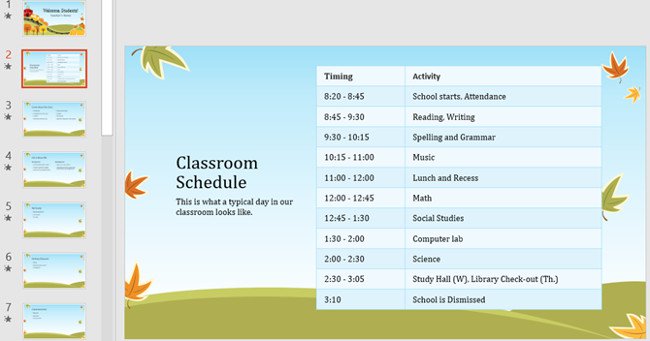 1
Welcome, Students!
2
3
4
5
6
7
Classroom
Schedule
This is what a typical day in our
classroom looks like.
Timing Activity
8:20 - 8:45 School starts, Attendance
8:45 - 9:30 Reading, Writing
9:30 - 10:15 Spelling and Grammar
10:15 - 11:00 Music
11:00 - 12:00 Lunch and Recess
12:00 - 12:45 Math
12:45 - 1:30 Social Studies
1:30 - 2:00 Computer lab
2:00 - 2:30 Science
2:30 - 3:05 Study Hall (W). Library Check-out (Th.)
3:10 School is Dismissed